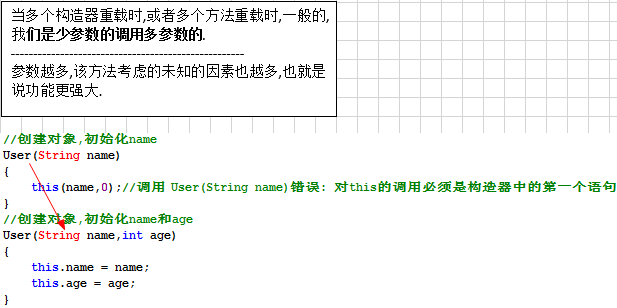 当多个构造器重载时,或者多个方法重载时,一般的,
我们是少参数的调用多参数的.
--------------------------------------------------
参数越多,该方法考虑的未知的因素也越多,也就是
说功能更强大.
//创建对象,初始化name
User(String name)
{
this(name,0);//调用 User(String name)错误: 对this的调用必须是构造器中的第一个语句
}
//创建对象,初始化name和age
User(String name,int age)
{
this.name = name;
this.age = age;
}